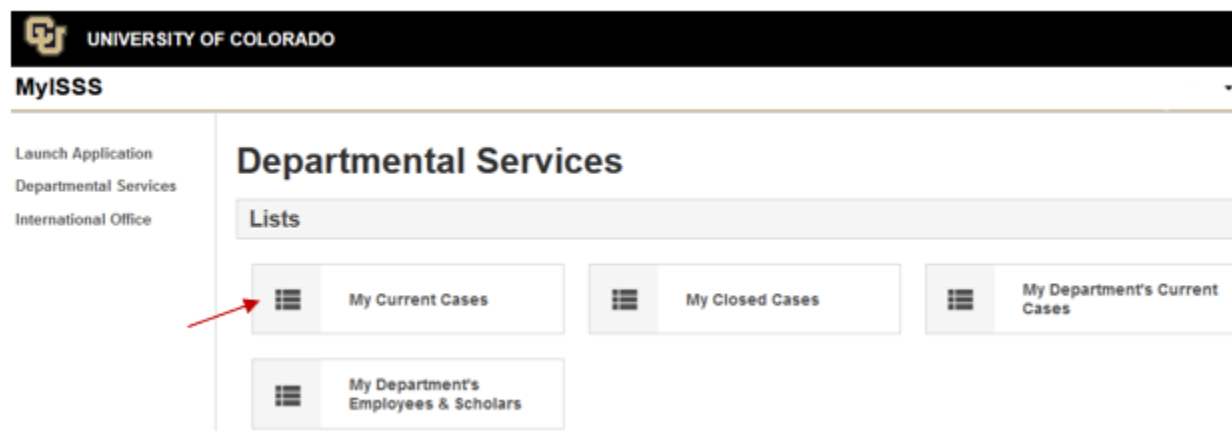 UNIVERSITY OF COLORADO
MyISSS
Launch Application
Departmental Services
International Office
Departmental Services
Lists
My Current Cases
My Closed Cases
My Department's Current
Cases
My Department's
Employees & Scholars